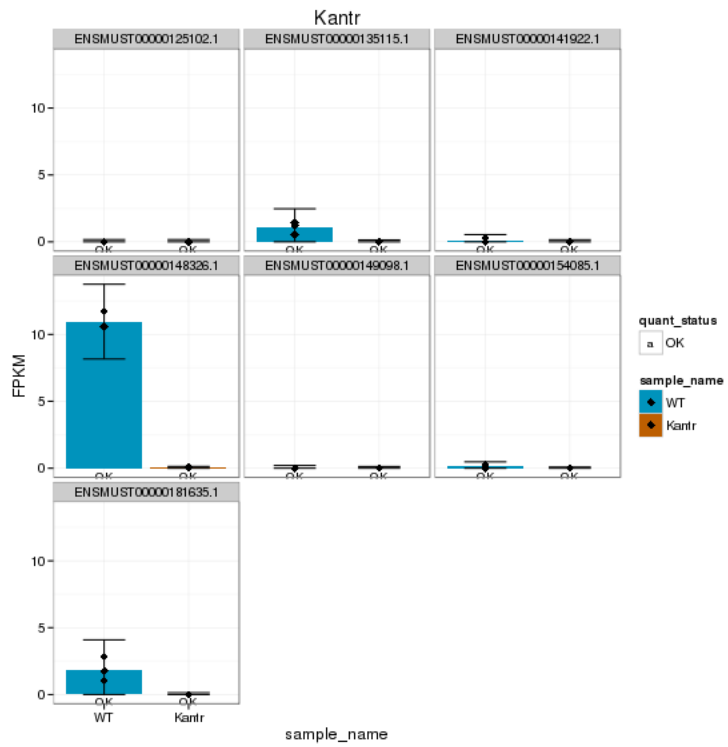 Kantr
ENSMUST00000125102.1 ENSMUST00000135115.1 ENSMUST00000141922.1
10
5
0
OK OK OK OK OK OK
ENSMUST00000148326.1 ENSMUST00000149098.1 ENSMUST00000154085.1
10
5
0
OK OK OK OK OK OK
ENSMUST00000181635.1
10
5
0
OK OK
WT Kantr
sample_name
FPKM
quant_status
a OK
sample_name
WT
Kantr